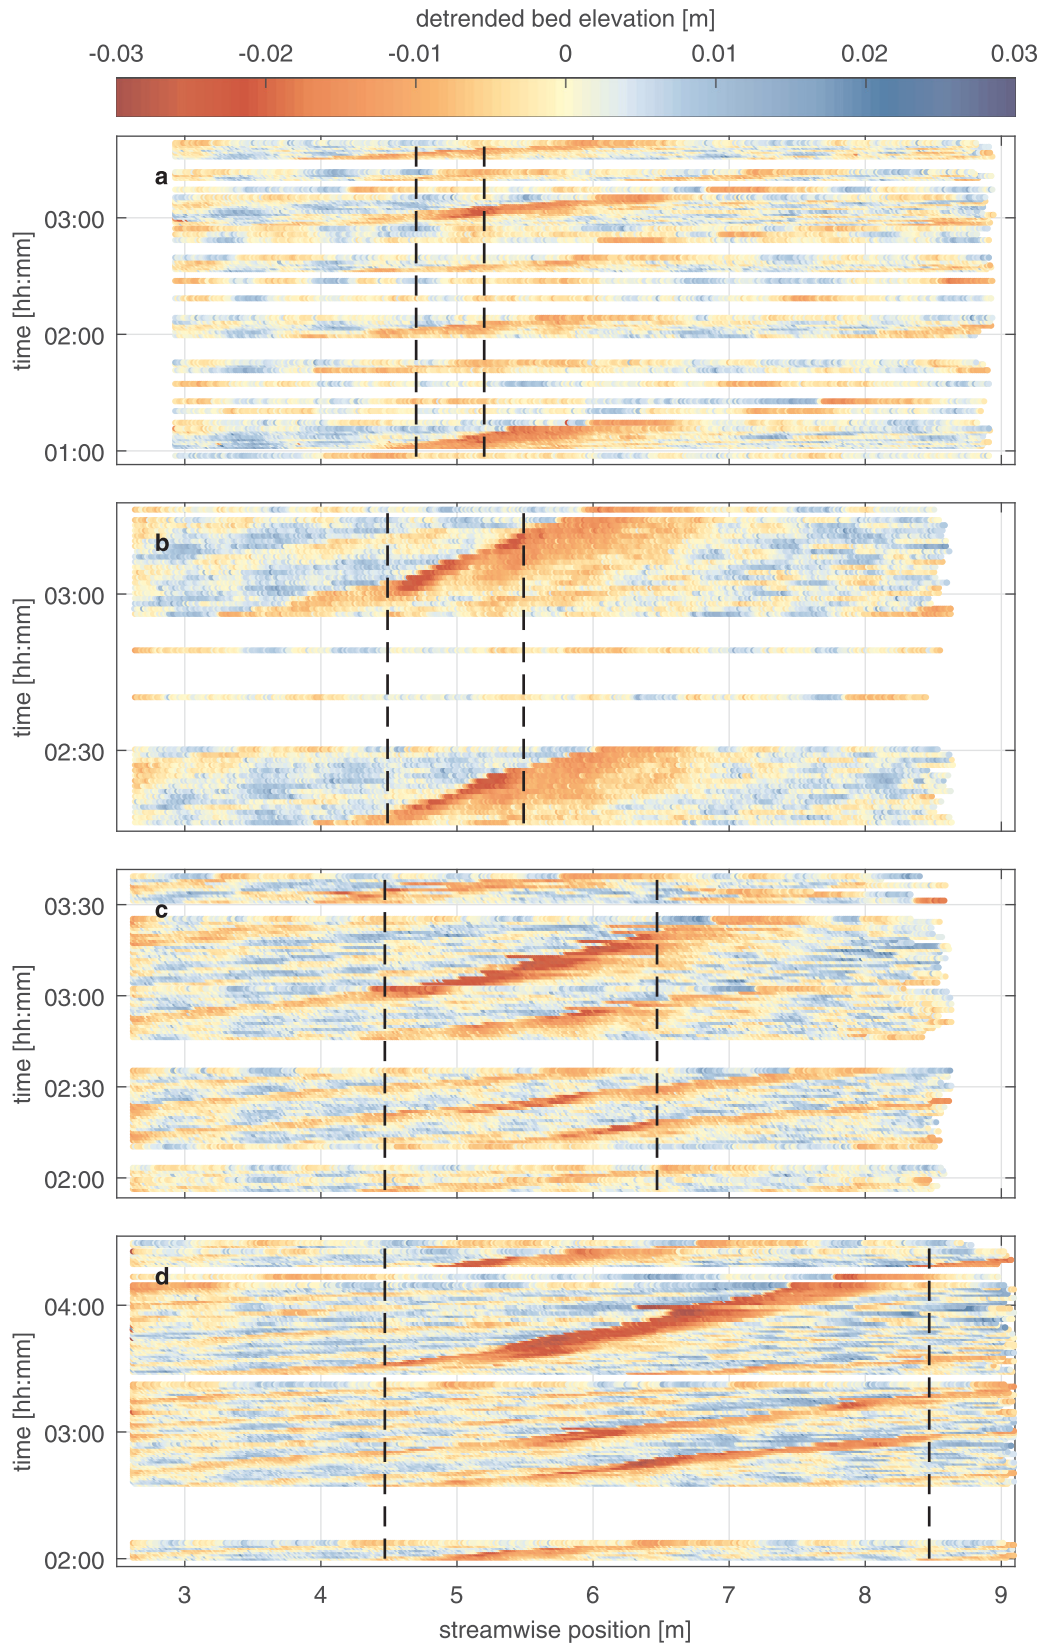 detrended bed elevation [m]
-0.03 -0.02 -0.01 0 0.01 0.02 0.03
a
03:00
02:00
01:00
time [hh:mm]
b
03:00
02:30
time [hh:mm]
c
03:30
03:00
02:30
02:00
time [hh:mm]
d
04:00
03:00
02:00
time [hh:mm]
3 4 5 6 7 8 9
streamwise position [m]